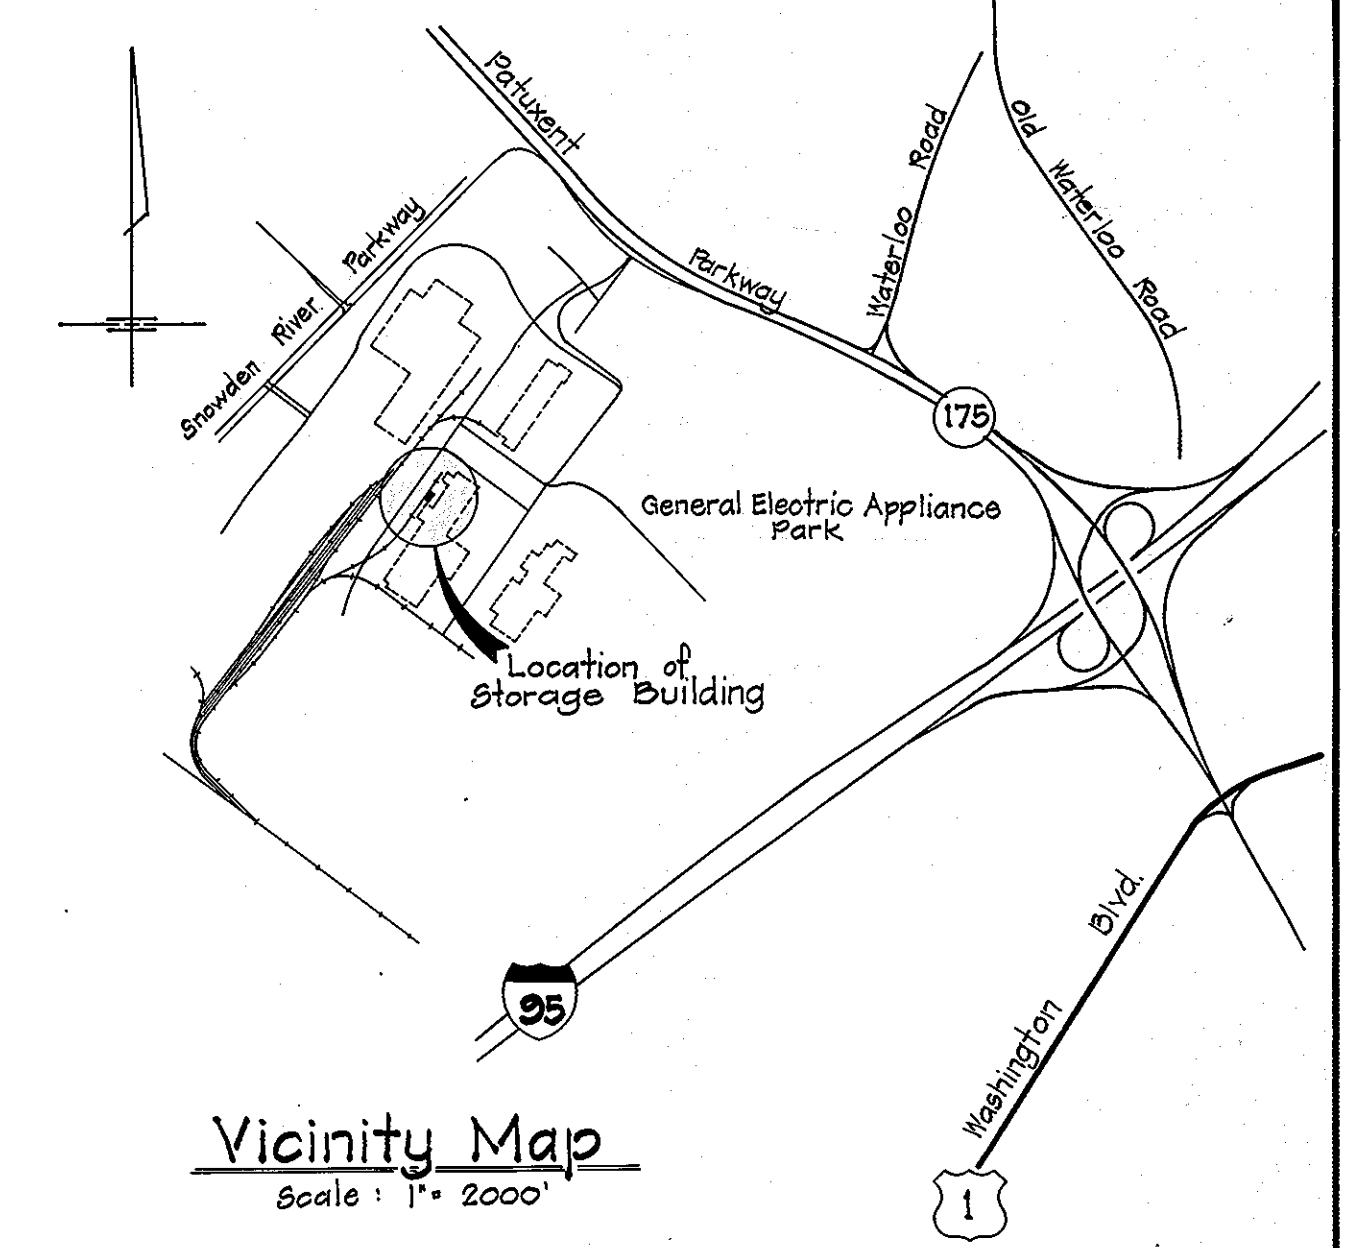 Patuxent
Parkway
Waterloo Road
Old Waterloo Road
Snowden River Parkway
175
General Electric Appliance
Park
Location of
Storage Building
95
Washington Blvd.
1
Vicinity Map
Scale : 1" = 2000'